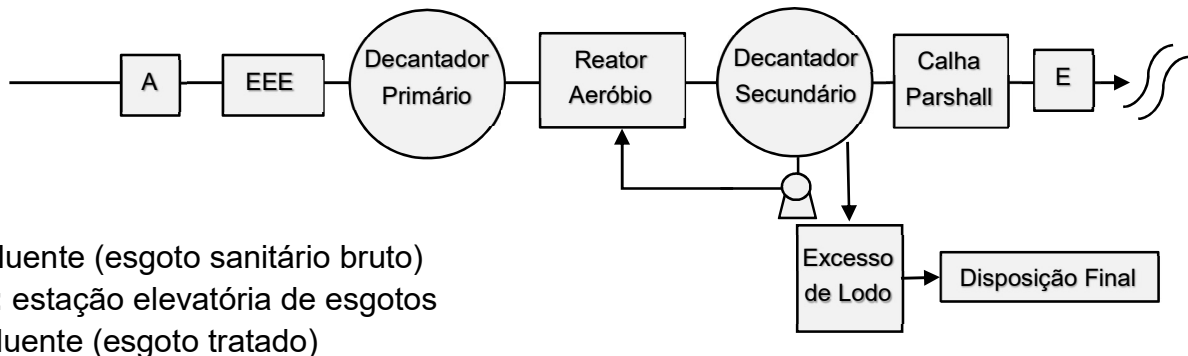 A
EEE
Decantador
Primário
Reator
Aeróbio
Decantador
Secundário
Calha
Parshall
E
Excesso
de Lodo
Disposição Final
luente (esgoto sanitário bruto)
: estação elevatória de esgotos
luente (esgoto tratado)